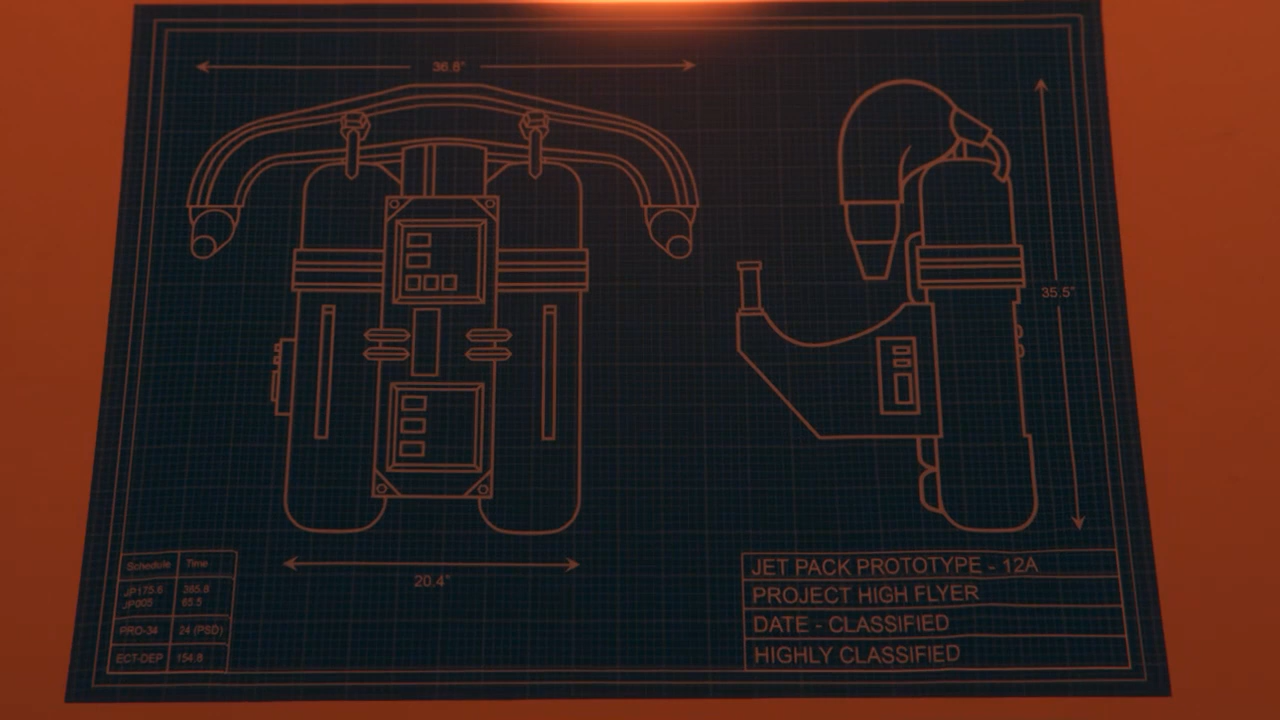 36.6"
35.5"
20.4"
Schedule Time
JP175.6 365.8
JP005 65.5
PRO-34 24 (PSD)
ECT-DEP 154.8
JET PACK PROTOTYPE - 12A
PROJECT HIGH FLYER
DATE - CLASSIFIED
HIGHLY CLASSIFIED